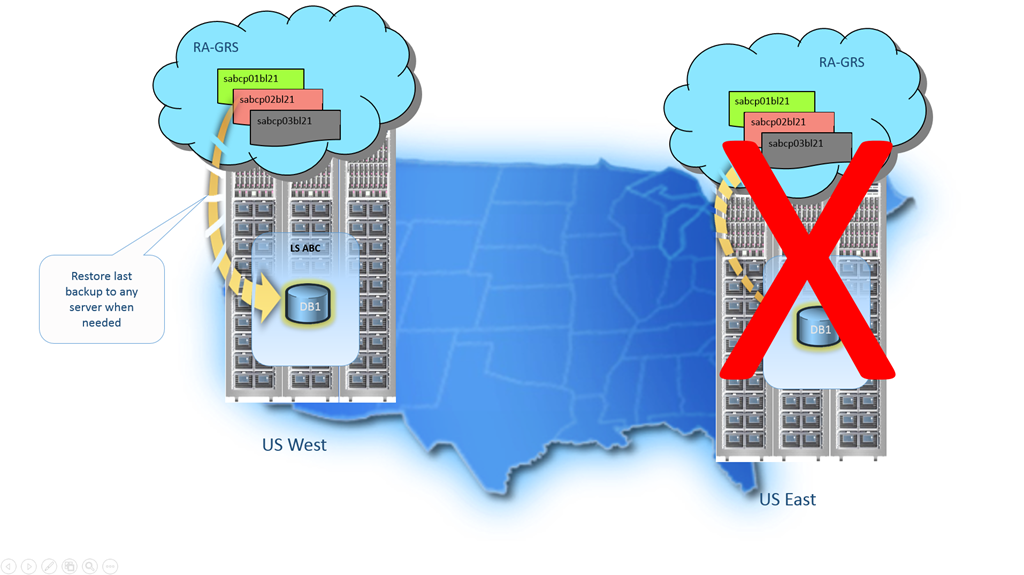 RA-GRS
sabcp01bl21
sabcp02bl21
sabcp03bl21
LS ABC
DB1
Restore last
backup to any
server when
needed
US West
RA-GRS
sabcp01bl21
sabcp02bl21
sabcp03bl21
DB1
US East